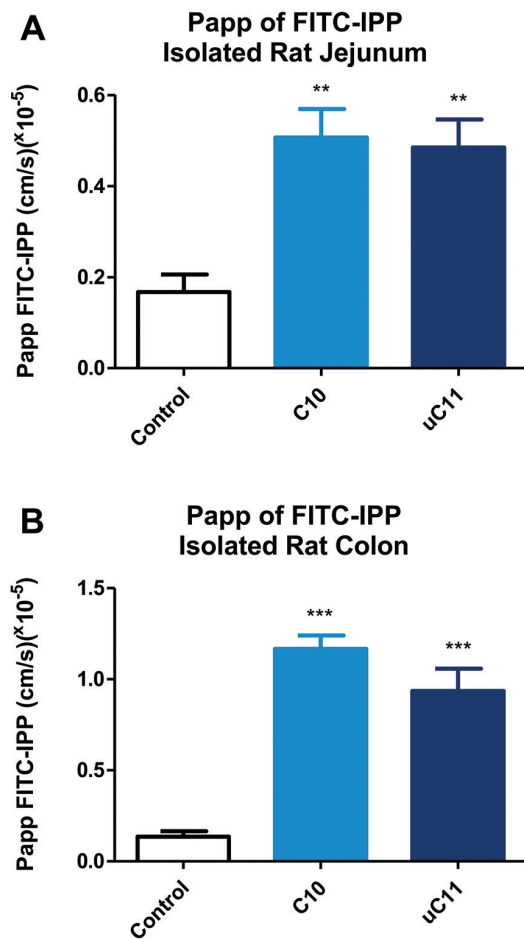 A
Papp of FITC-IPP
Isolated Rat Jejunum
Papp FITC-IPP (cm/s)(x10-5)
0.6
0.4
0.2
0.0
**
**
Control
C10
uC11
B
Papp of FITC-IPP
Isolated Rat Colon
Papp FITC-IPP (cm/s)(x10-5)
1.5
1.0
0.5
0.0
***
***
Control
C10
uC11